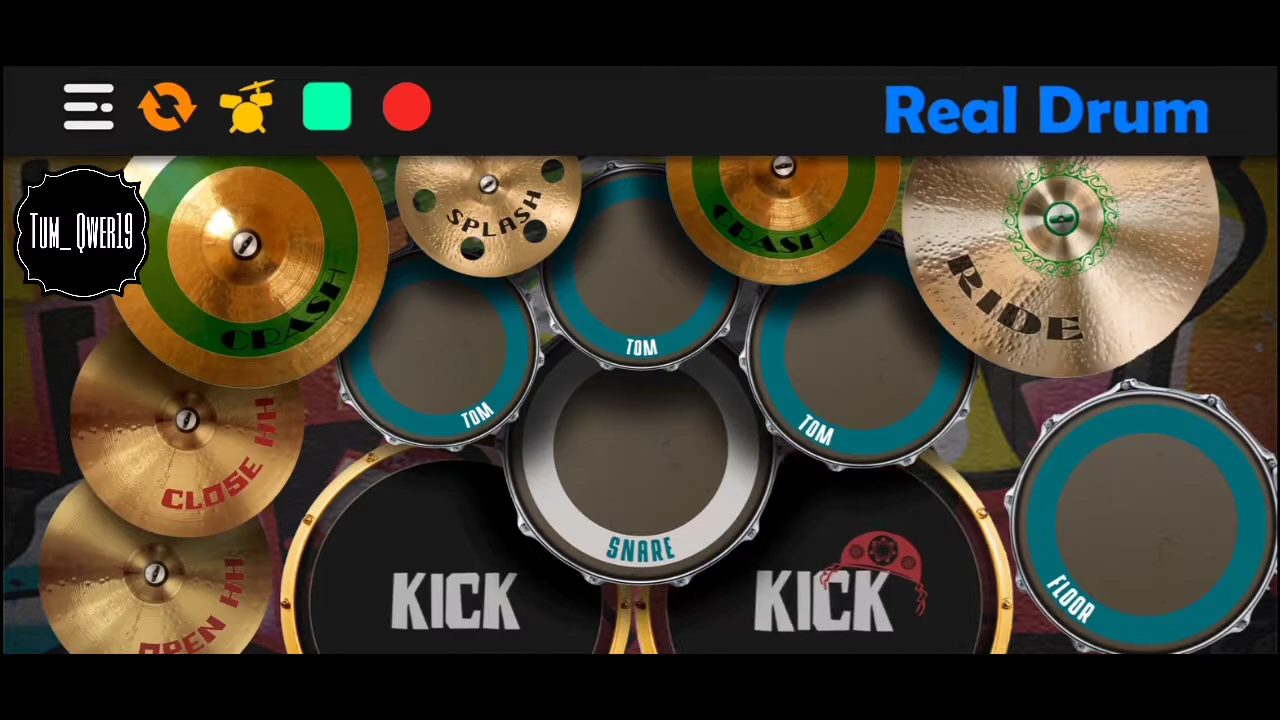 Real Drum
Tum_Qwer19
CRASH
SPLASH
CRASH
RIDE
TOM
TOM
TOM
CLOSE HH
SNARE
OPEN HH
KICK
KICK
FLOOR